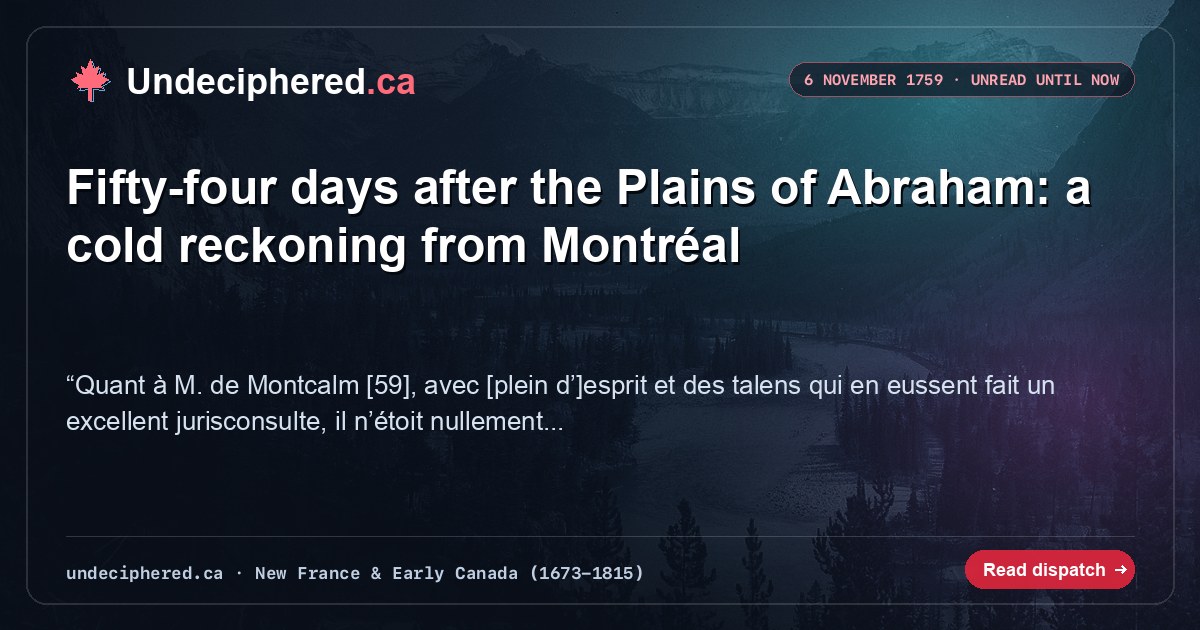 Undeciphered.ca
6 NOVEMBER 1759 · UNREAD UNTIL NOW
Fifty-four days after the Plains of Abraham: a
cold reckoning from Montréal
“Quant à M. de Montcalm [59], avec [plein d’]esprit et des talens qui en eussent fait un
excellent jurisconsulte, il n’étoit nullement...
undeciphered.ca · New France & Early Canada (1673–1815)
Read dispatch →